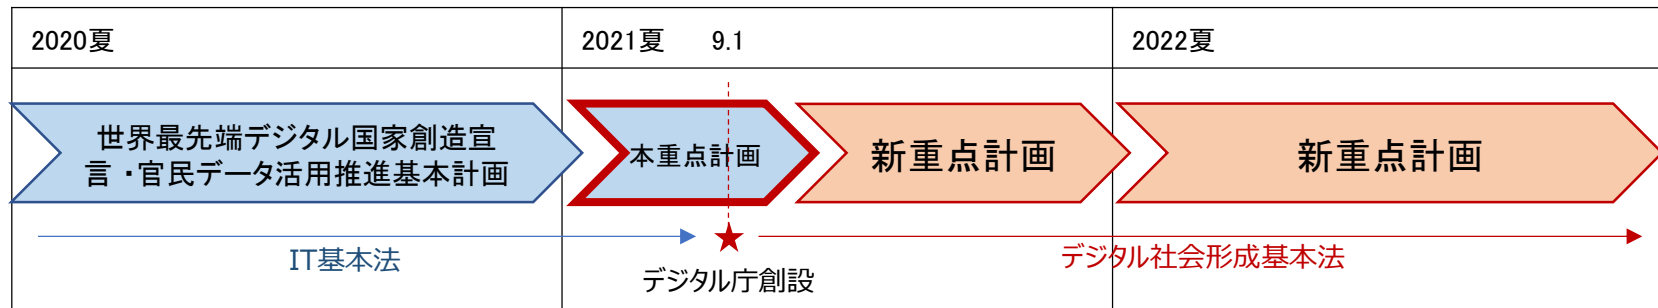 2020夏
2021夏 9.1
2022夏
世界最先端デジタル国家創造宣
言・官民データ活用推進基本計画
本重点計画
新重点計画
新重点計画
IT基本法
デジタル庁創設
デジタル社会形成基本法